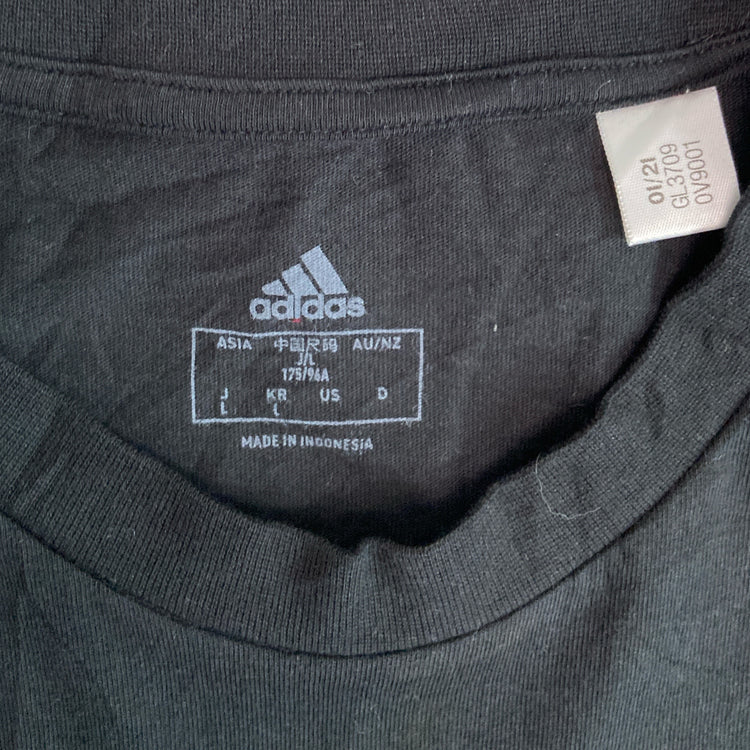 01/21
GL3709
0V9001
adidas
ASIA 中国尺码 AU/NZ
J/L
175/96A
J KR US D
L L
MADE IN INDONESIA